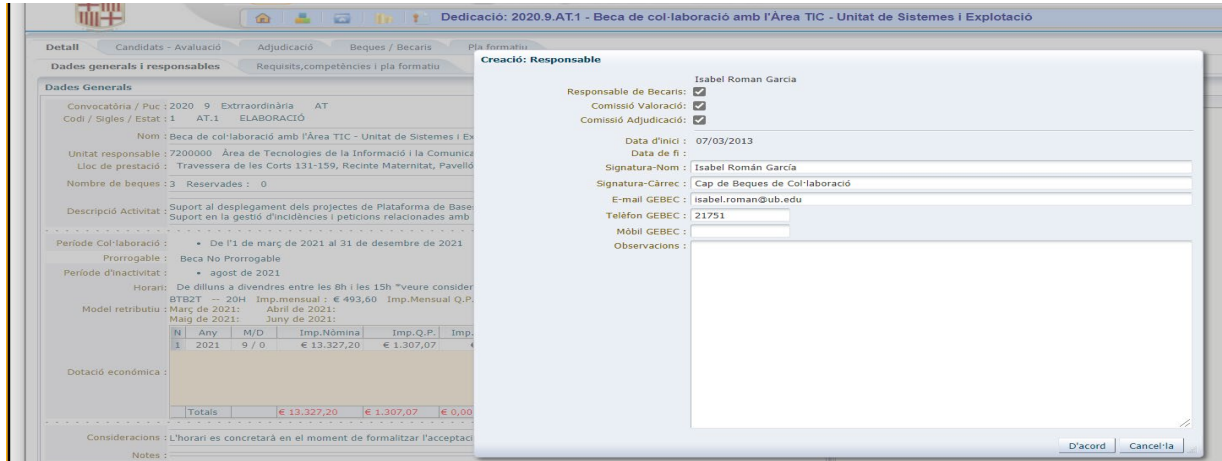 Dedicació: 2020.9.AT.1 - Beca de col·laboració amb l'Àrea TIC - Unitat de Sistemes i Explotació
Detall Candidats - Avaluació Adjudicació Beques / Becaris Pla formatiu
Dades generals i responsables Requisits,competències i pla formatiu
Dades Generals
Convocatòria / Puc : 2020 9 Extrraordinària AT
Codi / Sigles / Estat : 1 AT.1 ELABORACIÓ
Nom : Beca de col·laboració amb l'Àrea TIC - Unitat de Sistemes i Ex
Unitat responsable : 7200000 Àrea de Tecnologies de la Informació i la Comunica
Lloc de prestació : Travessera de les Corts 131-159, Recinte Maternitat, Pavelló
Nombre de beques : 3 Reservades : 0
Descripció Activitat : Suport al desplegament dels projectes de Plataforma de Base
Suport en la gestió d'incidències i peticions relacionades amb
Període Col·laboració : • De l'1 de març de 2021 al 31 de desembre de 2021
Prorrogable : Beca No Prorrogable
Període d'inactivitat : • agost de 2021
Horari: De dilluns a divendres entre les 8h i les 15h "veure consider
BTB2T -- 20H Imp.mensual : € 493,60 Imp.Mensual Q.P.
Model retributiu : Març de 2021: Abril de 2021:
Maig de 2021: Juny de 2021:
N Any M/D Imp.Nòmina Imp.Q.P. Imp.
1 2021 9 / 0 € 13.327,20 € 1.307,07 €
Dotació econòmica :
Totals € 13.327,20 € 1.307,07 € 0,00
Consideracions : L'horari es concretarà en el moment de formalitzar l'acceptaci
Notes :
Creació: Responsable
Isabel Roman Garcia
Responsable de Becaris:
Comissió Valoració:
Comissió Adjudicació:
Data d'inici : 07/03/2013
Data de fi :
Signatura-Nom : Isabel Román García
Signatura-Càrrec : Cap de Beques de Col·laboració
E-mail GEBEC : isabel.roman@ub.edu
Telèfon GEBEC : 21751
Mòbil GEBEC :
Observacions :
D'acord Cancel·la